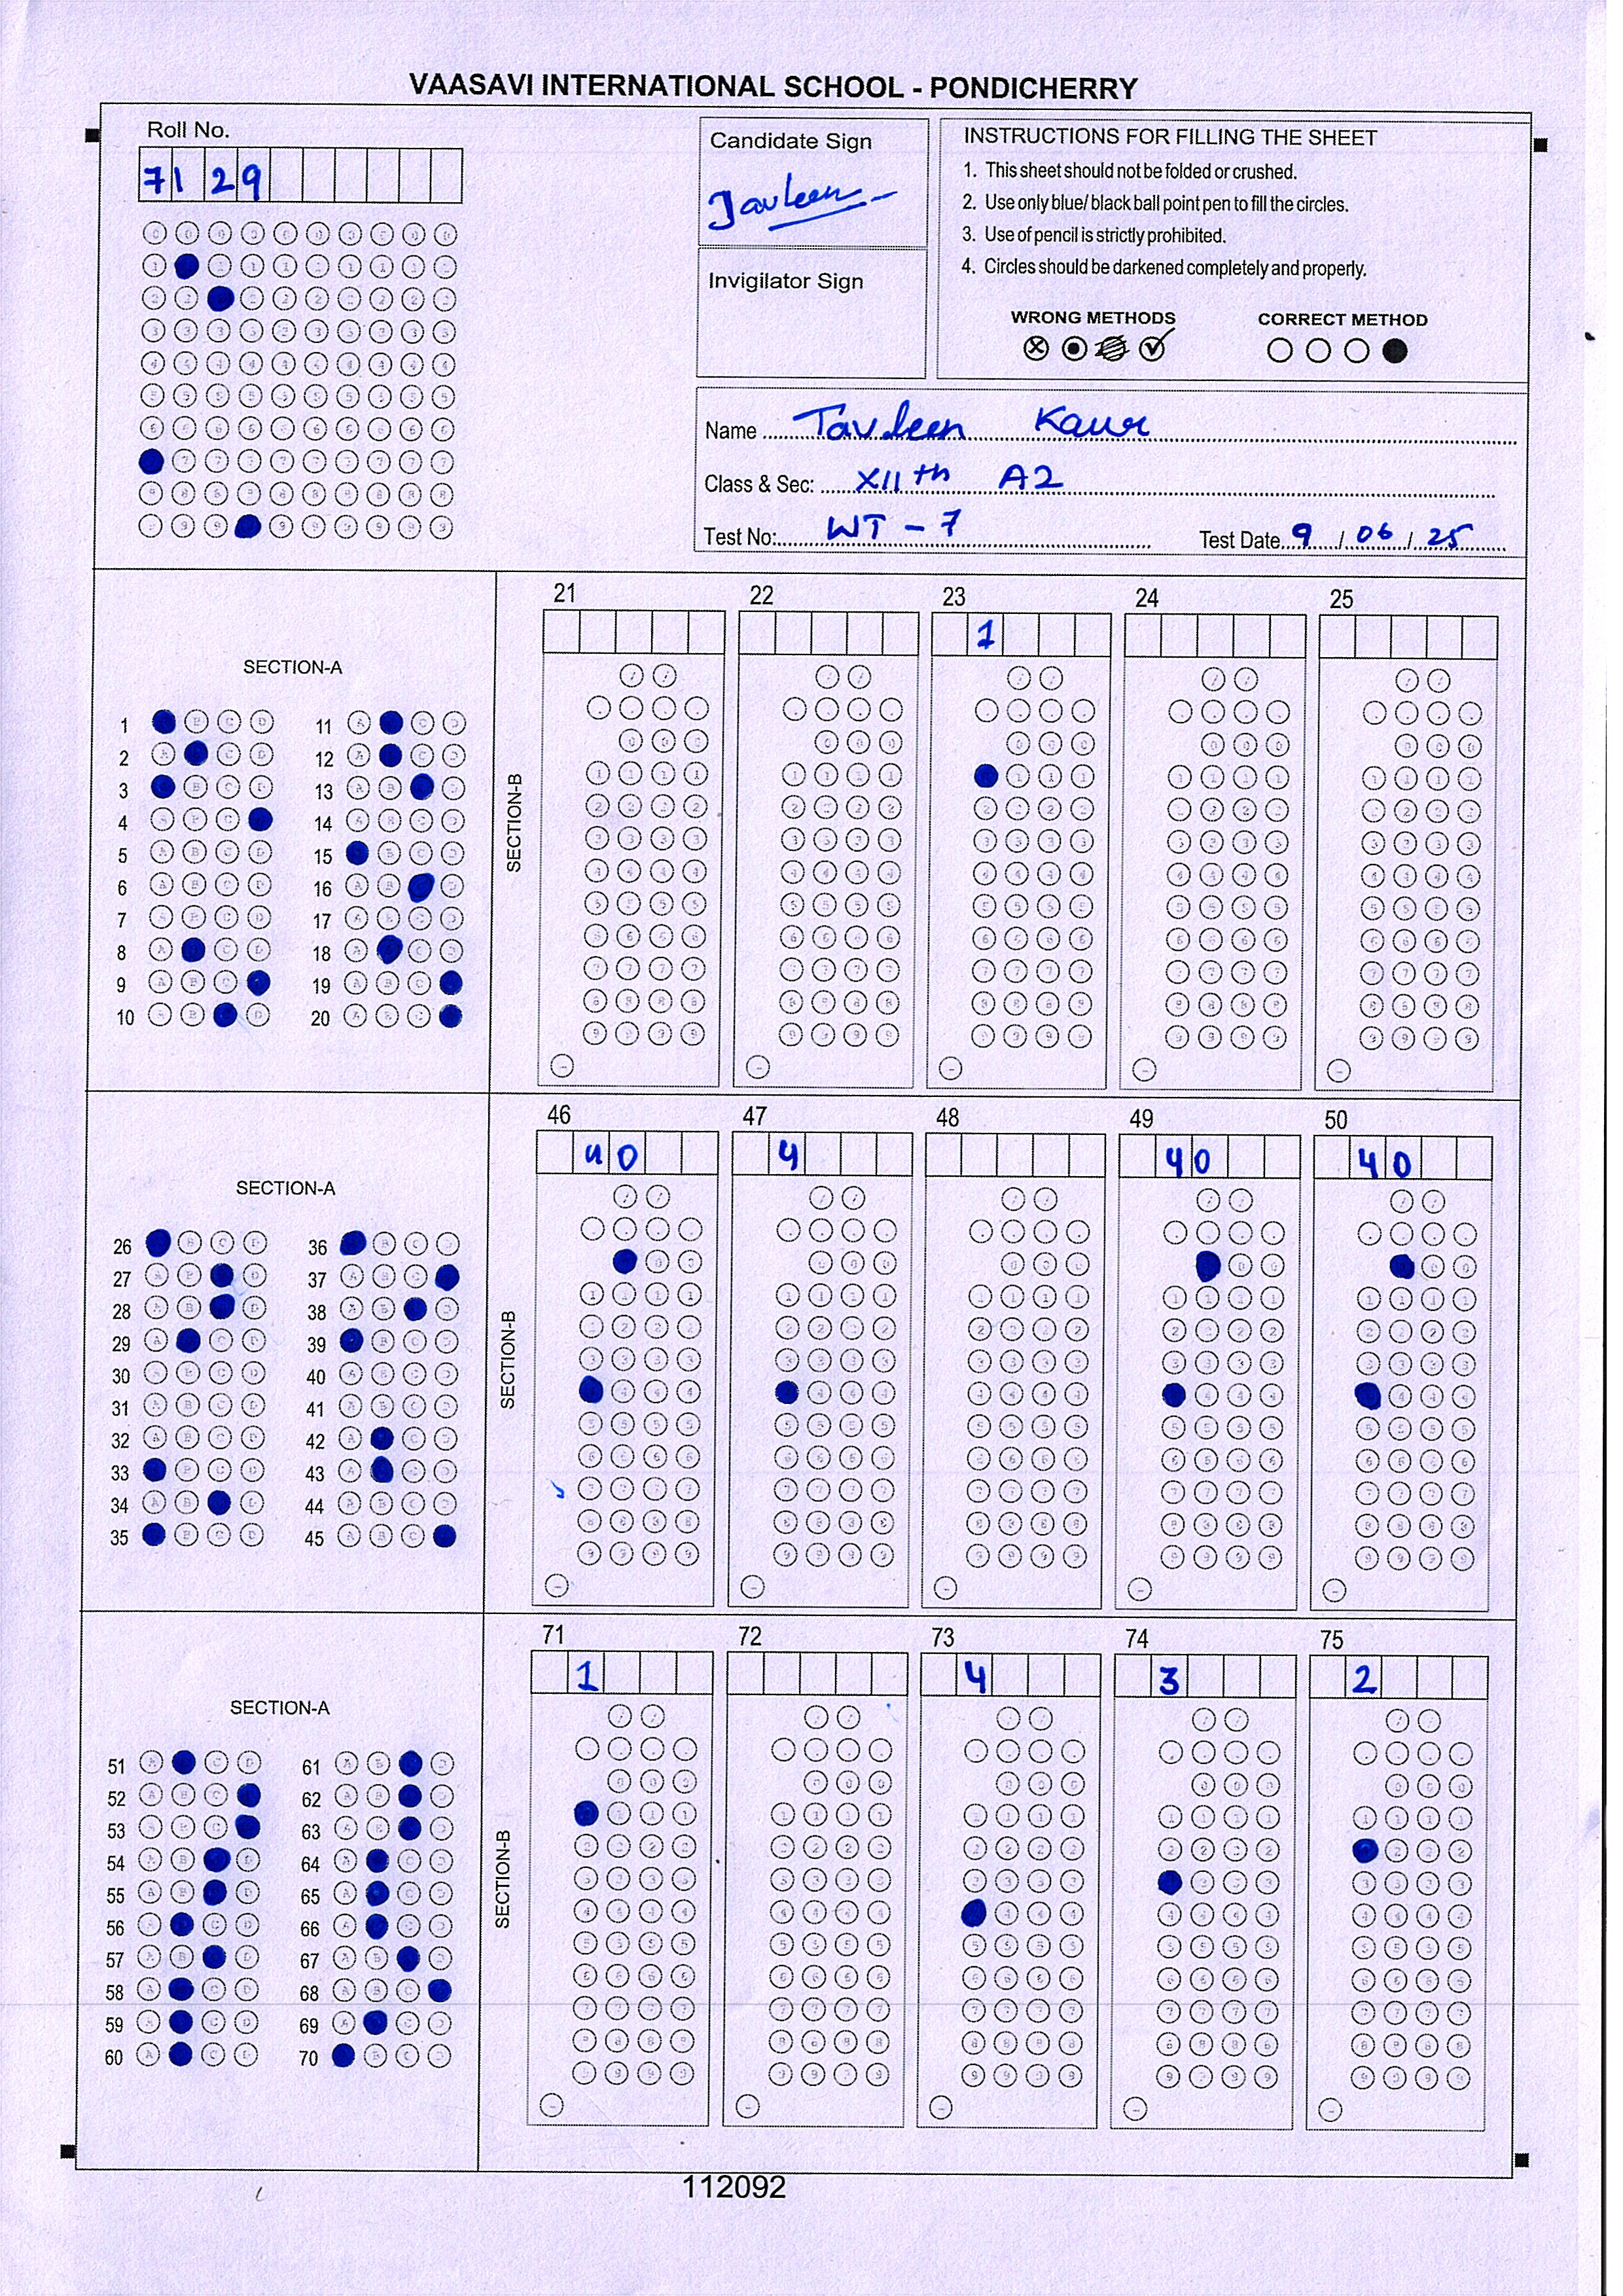 VAASAVI INTERNATIONAL SCHOOL - PONDICHERRY
Roll No.
7129
Candidate Sign
Tavleen
Invigilator Sign
INSTRUCTIONS FOR FILLING THE SHEET
1. This sheet should not be folded or crushed.
2. Use only blue/ black ball point pen to fill the circles.
3. Use of pencil is strictly prohibited.
4. Circles should be darkened completely and properly.
WRONG METHODS
CORRECT METHOD
Name Tavleen Kaur
Class & Sec: XIIth A2
Test No: WT - 7 Test Date 9 / 06 / 25
SECTION-A
1 11
2 12
3 13
4 14
5 15
6 16
7 17
8 18
9 19
10 20
SECTION-B
21 22 23 24 25
1
SECTION-A
26 36
27 37
28 38
29 39
30 40
31 41
32 42
33 43
34 44
35 45
SECTION-B
46 47 48 49 50
40 4 40 40
SECTION-A
51 61
52 62
53 63
54 64
55 65
56 66
57 67
58 68
59 69
60 70
SECTION-B
71 72 73 74 75
1 4 3 2
112092